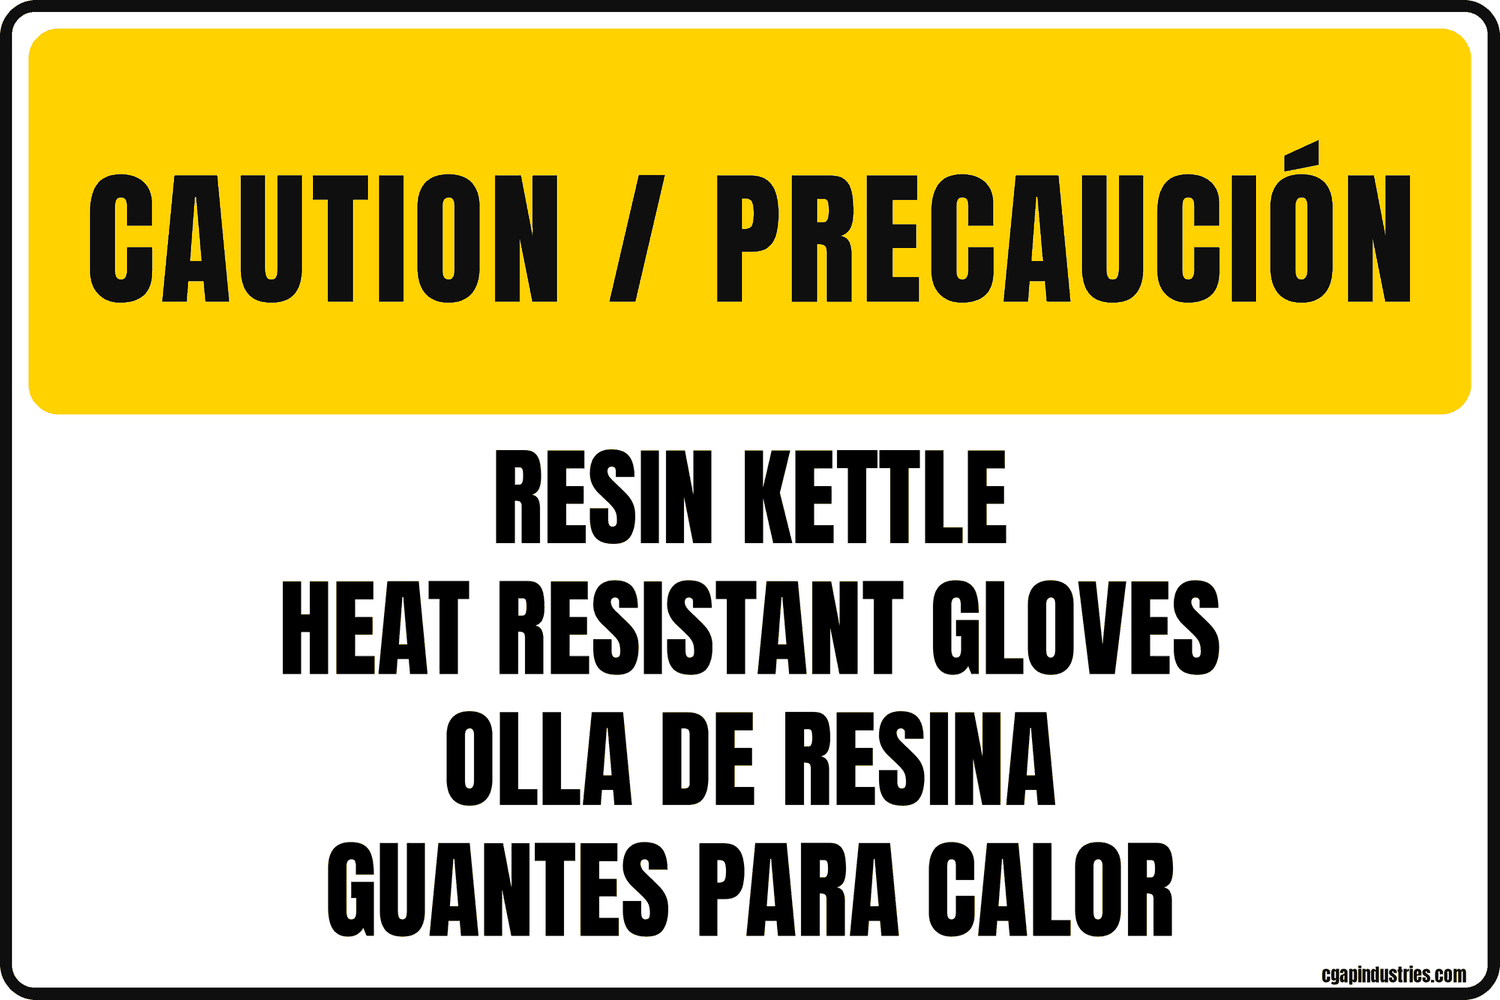 CAUTION / PRECAUCIÓN
RESIN KETTLE
HEAT RESISTANT GLOVES
OLLA DE RESINA
GUANTES PARA CALOR
cgapindustries.com